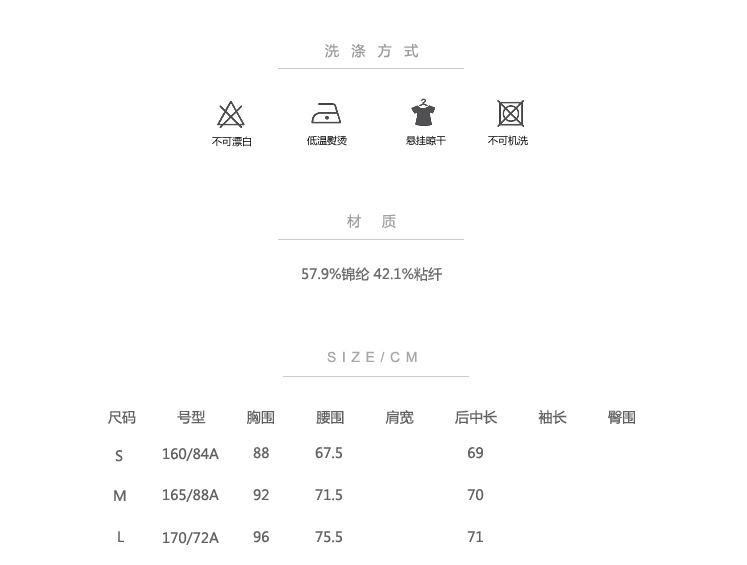 洗涤方式
不可漂白 低温熨烫 悬挂晾干 不可机洗
材 质
57.9%锦纶 42.1%粘纤
SIZE/CM
尺码 号型 胸围 腰围 肩宽 后中长 袖长 臀围
S 160/84A 88 67.5 69
M 165/88A 92 71.5 70
L 170/72A 96 75.5 71